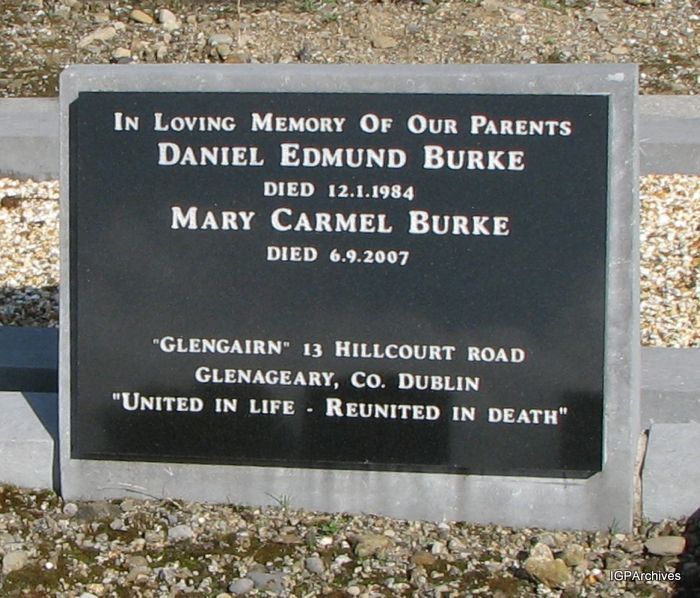 In Loving Memory Of Our Parents
Daniel Edmund Burke
died 12.1.1984
Mary Carmel Burke
died 6.9.2007
"Glengairn" 13 Hillcourt road
Glenageary, Co. Dublin
"United in life - Reunited in death"
IGPArchives